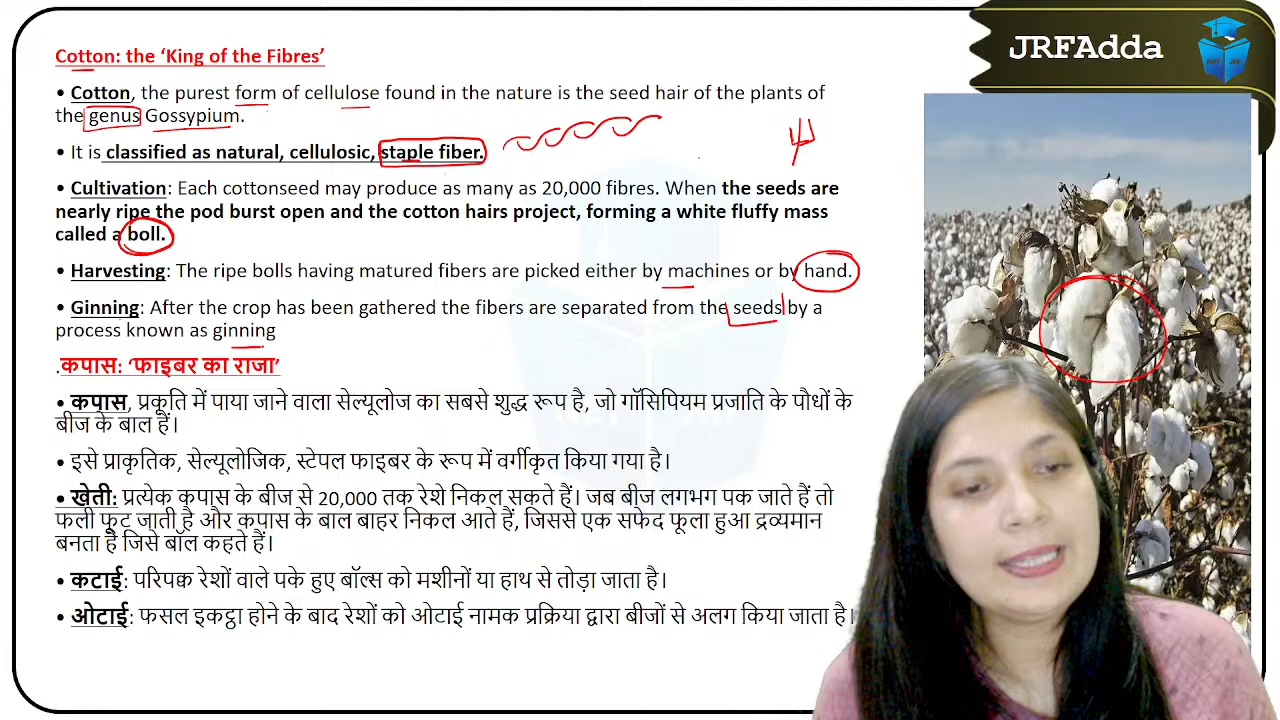 JRFAdda
NET JRF
Cotton: the ‘King of the Fibres’
• Cotton, the purest form of cellulose found in the nature is the seed hair of the plants of
the genus Gossypium.
• It is classified as natural, cellulosic, staple fiber.
• Cultivation: Each cottonseed may produce as many as 20,000 fibres. When the seeds are
nearly ripe the pod burst open and the cotton hairs project, forming a white fluffy mass
called a boll.
• Harvesting: The ripe bolls having matured fibers are picked either by machines or by hand.
• Ginning: After the crop has been gathered the fibers are separated from the seeds by a
process known as ginning
.कपास: ‘फाइबर का राजा’
• कपास, प्रकृति में पाया जाने वाला सेल्यूलोज का सबसे शुद्ध रूप है, जो गॉसिपियम प्रजाति के पौधों के
बीज के बाल हैं।
• इसे प्राकृतिक, सेल्यूलोजिक, स्टेपल फाइबर के रूप में वर्गीकृत किया गया है।
• खेती: प्रत्येक कपास के बीज से 20,000 तक रेशे निकल सकते हैं। जब बीज लगभग पक जाते हैं तो
फली फूट जाती है और कपास के बाल बाहर निकल आते हैं, जिससे एक सफेद फूला हुआ द्रव्यमान
बनता है जिसे बॉल कहते हैं।
• कटाई: परिपक्व रेशों वाले पके हुए बॉल्स को मशीनों या हाथ से तोड़ा जाता है।
• ओटाई: फसल इकट्ठा होने के बाद रेशों को ओटाई नामक प्रक्रिया द्वारा बीजों से अलग किया जाता है।